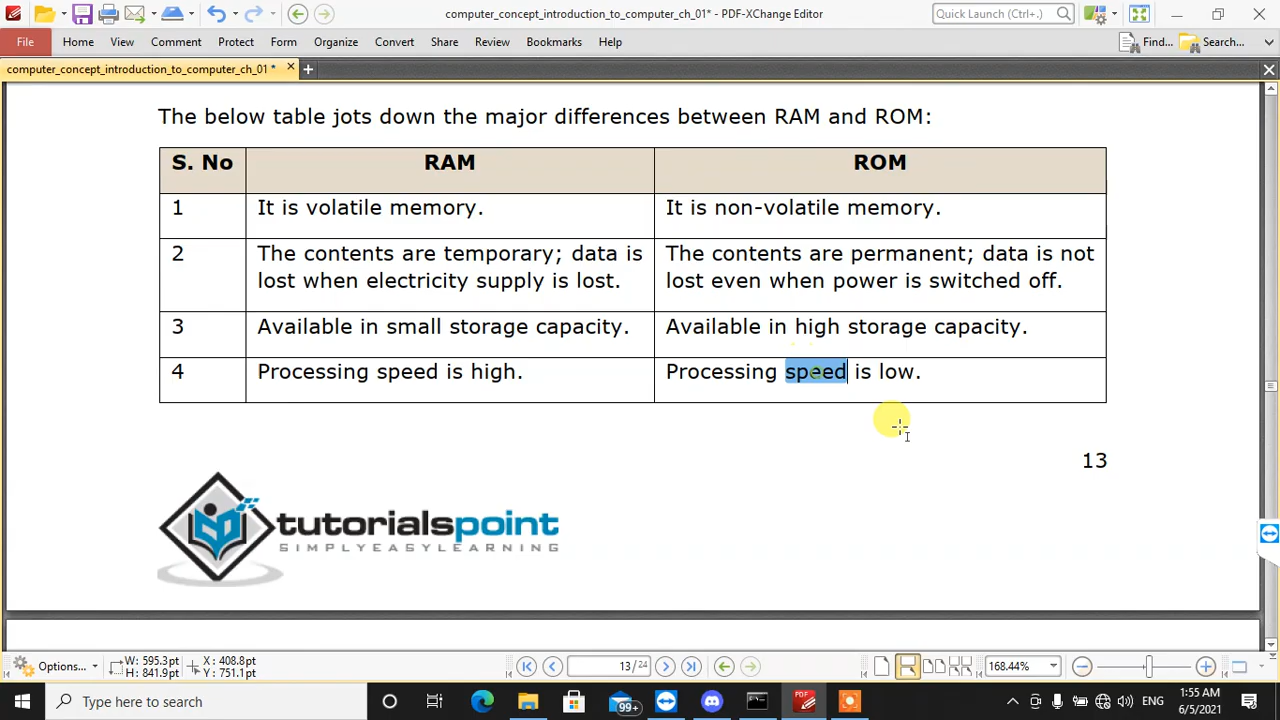 computer_concept_introduction_to_computer_ch_01* - PDF-XChange Editor
Quick Launch (Ctrl+.)
File Home View Comment Protect Form Organize Convert Share Review Bookmarks Help
Find... Search...
computer_concept_introduction_to_computer_ch_01 *
The below table jots down the major differences between RAM and ROM:
S. No RAM ROM
1 It is volatile memory. It is non-volatile memory.
2 The contents are temporary; data is The contents are permanent; data is not
lost when electricity supply is lost. lost even when power is switched off.
3 Available in small storage capacity. Available in high storage capacity.
4 Processing speed is high. Processing speed is low.
13
tutorialspoint
SIMPLYEASYLEARNING
Options... W: 595.3pt X: 408.8pt
H: 841.9pt Y: 751.1pt
13 / 24
168.44%
Type here to search
99+
PDF
ENG
1:55 AM
6/5/2021